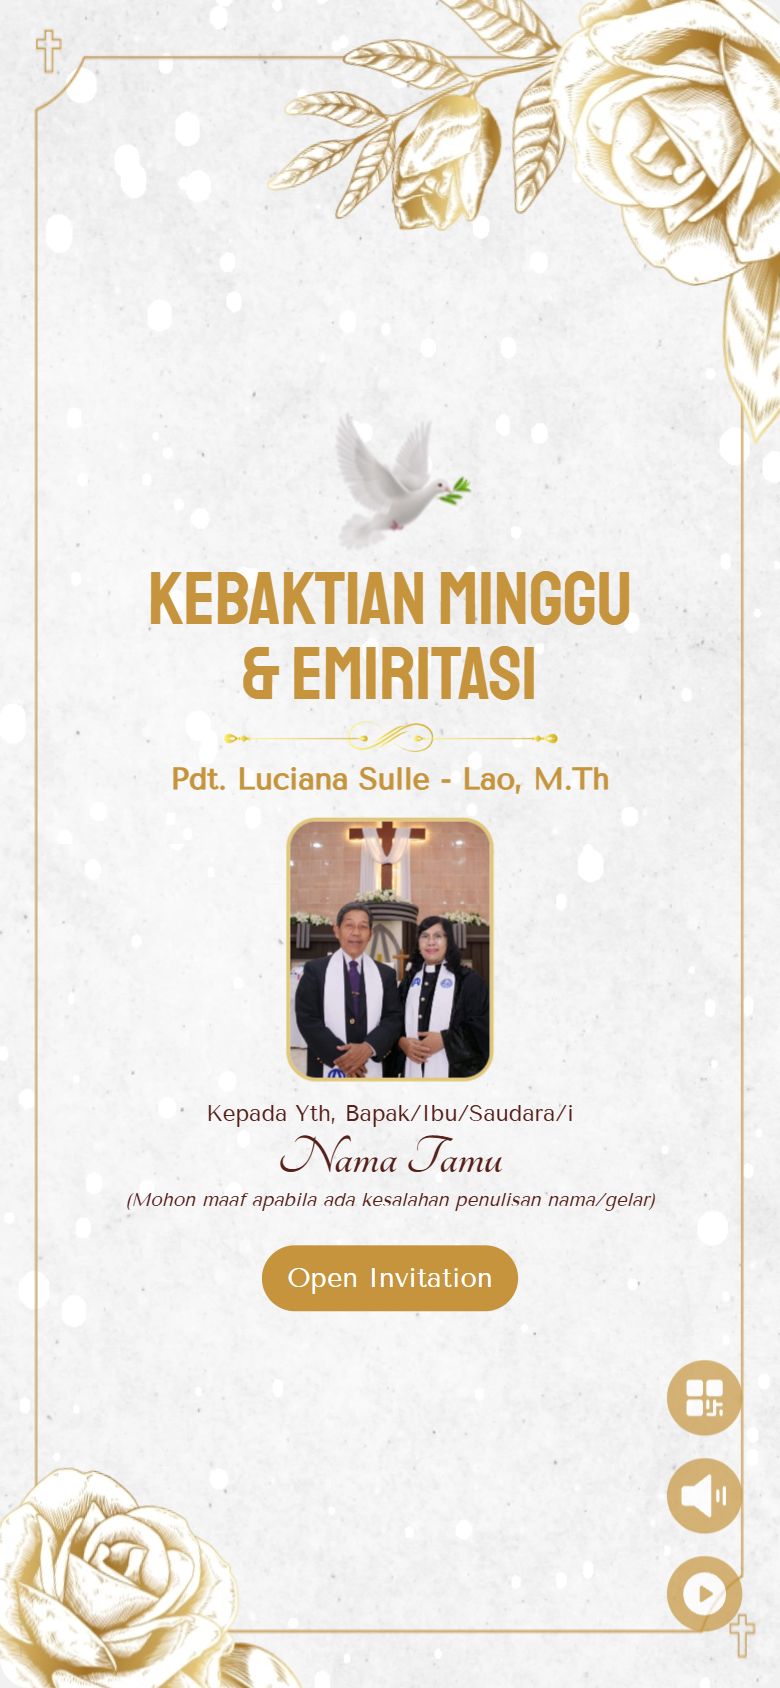 KEBAKTIAN MINGGU
& EMIRITASI
Pdt. Luciana Sulle - Lao, M.Th
Kepada Yth, Bapak/Ibu/Saudara/i
Nama Tamu
(Mohon maaf apabila ada kesalahan penulisan nama/gelar)
Open Invitation